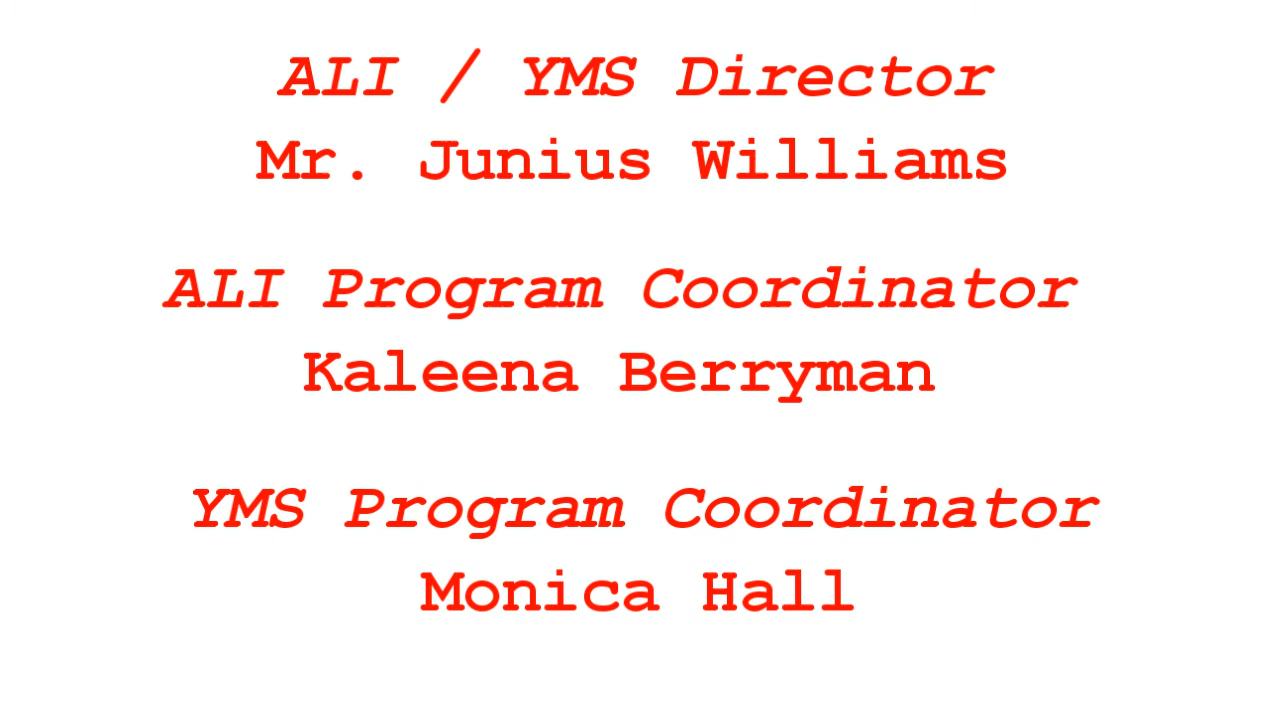 ALI / YMS Director
Mr. Junius Williams
ALI Program Coordinator
Kaleena Berryman
YMS Program Coordinator
Monica Hall